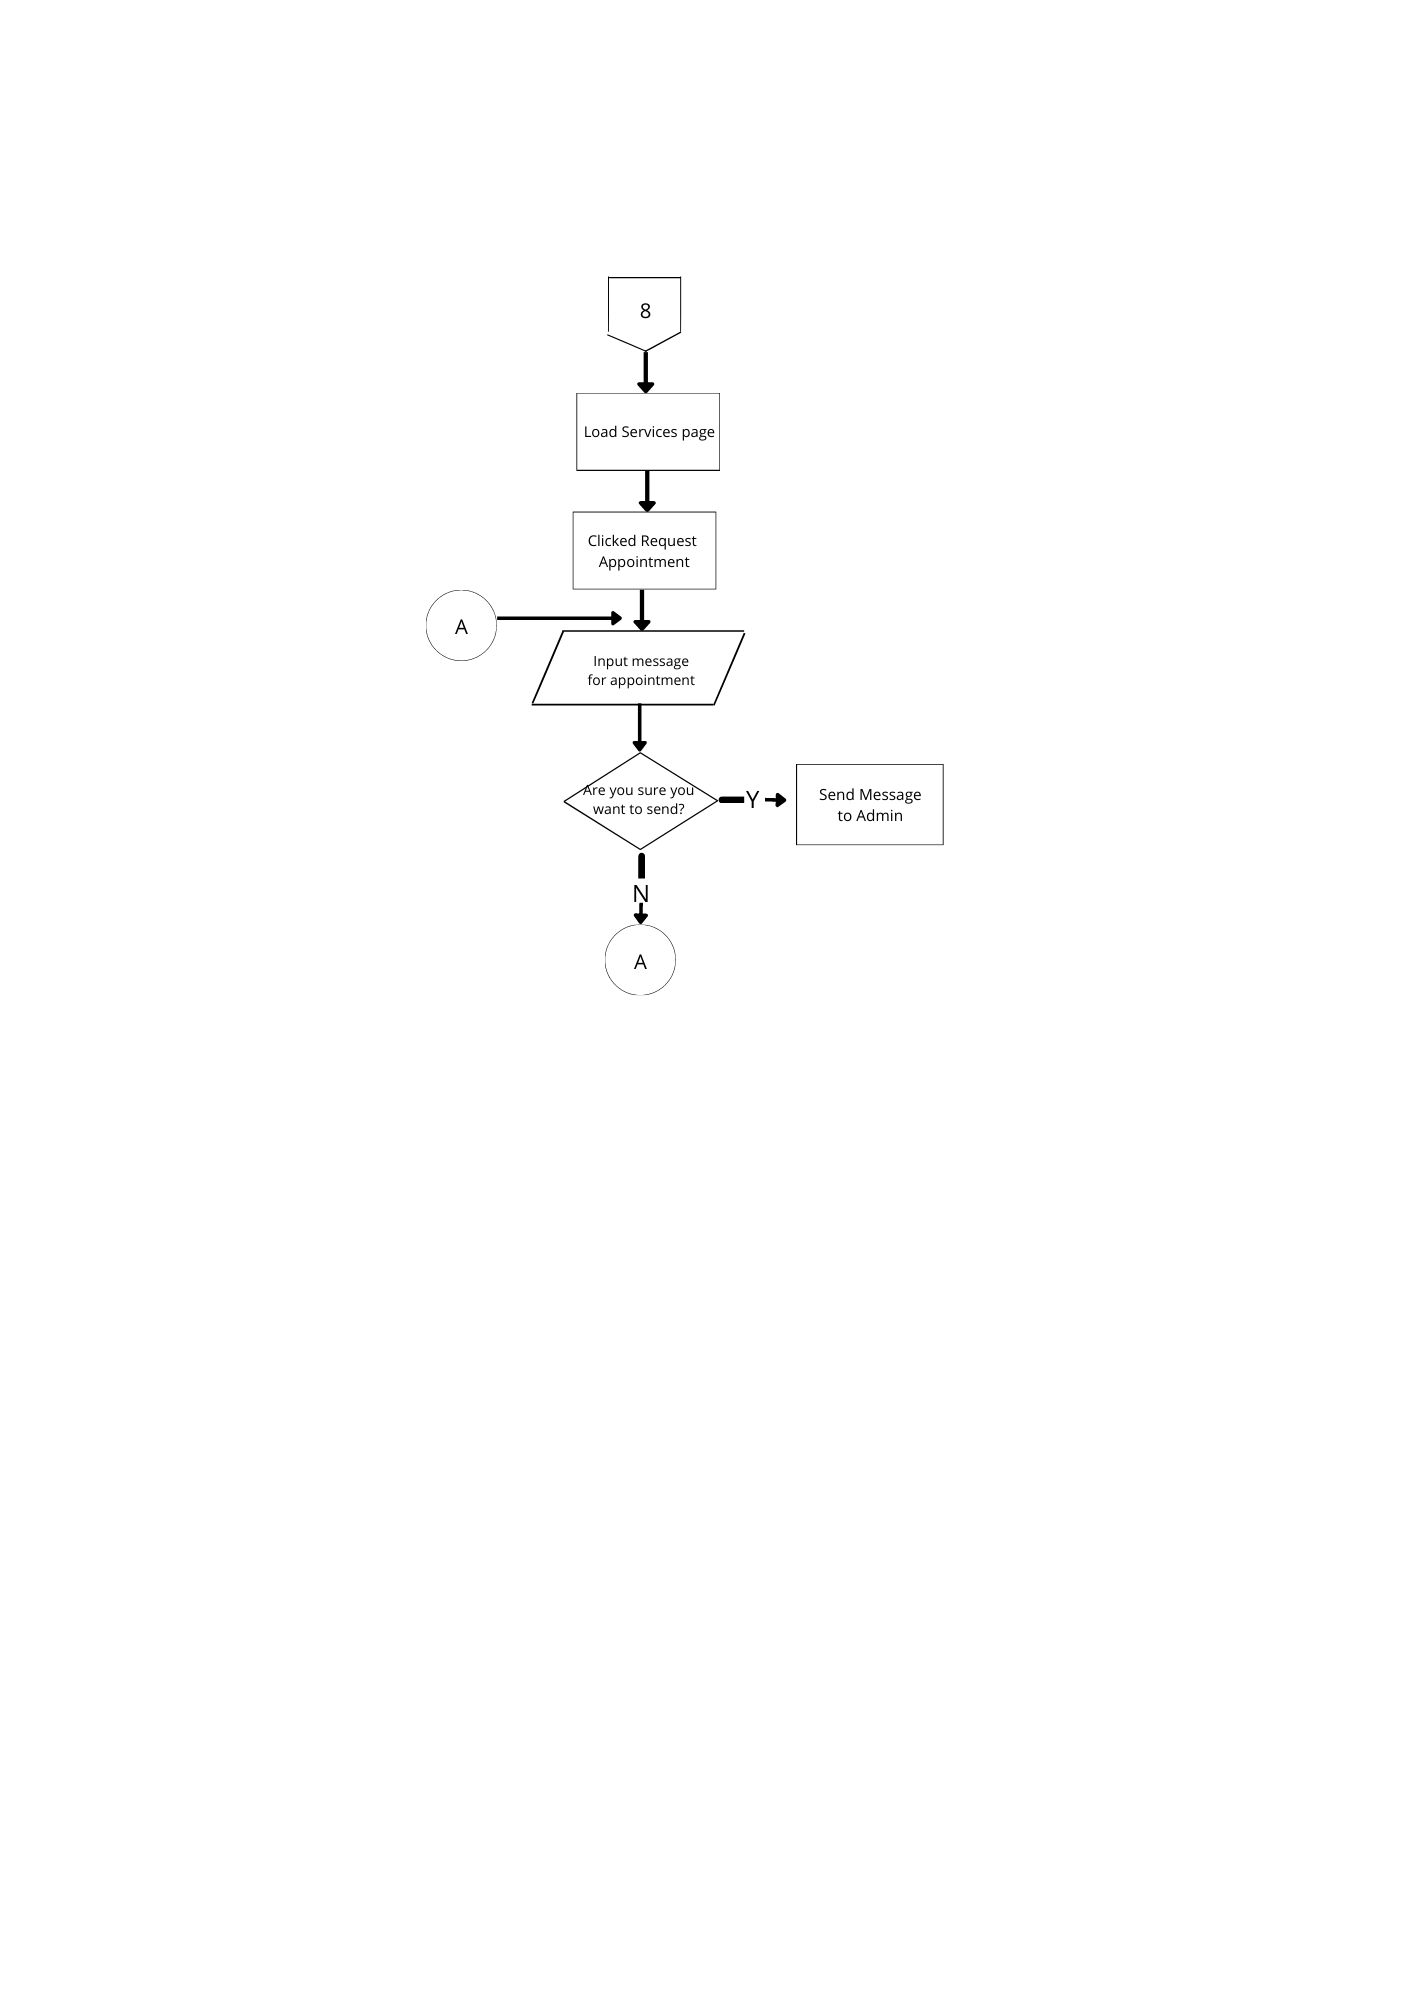 8
Load Services page
Clicked Request
Appointment
A
Input message
for appointment
Are you sure you
want to send?
Y
Send Message
to Admin
N
A